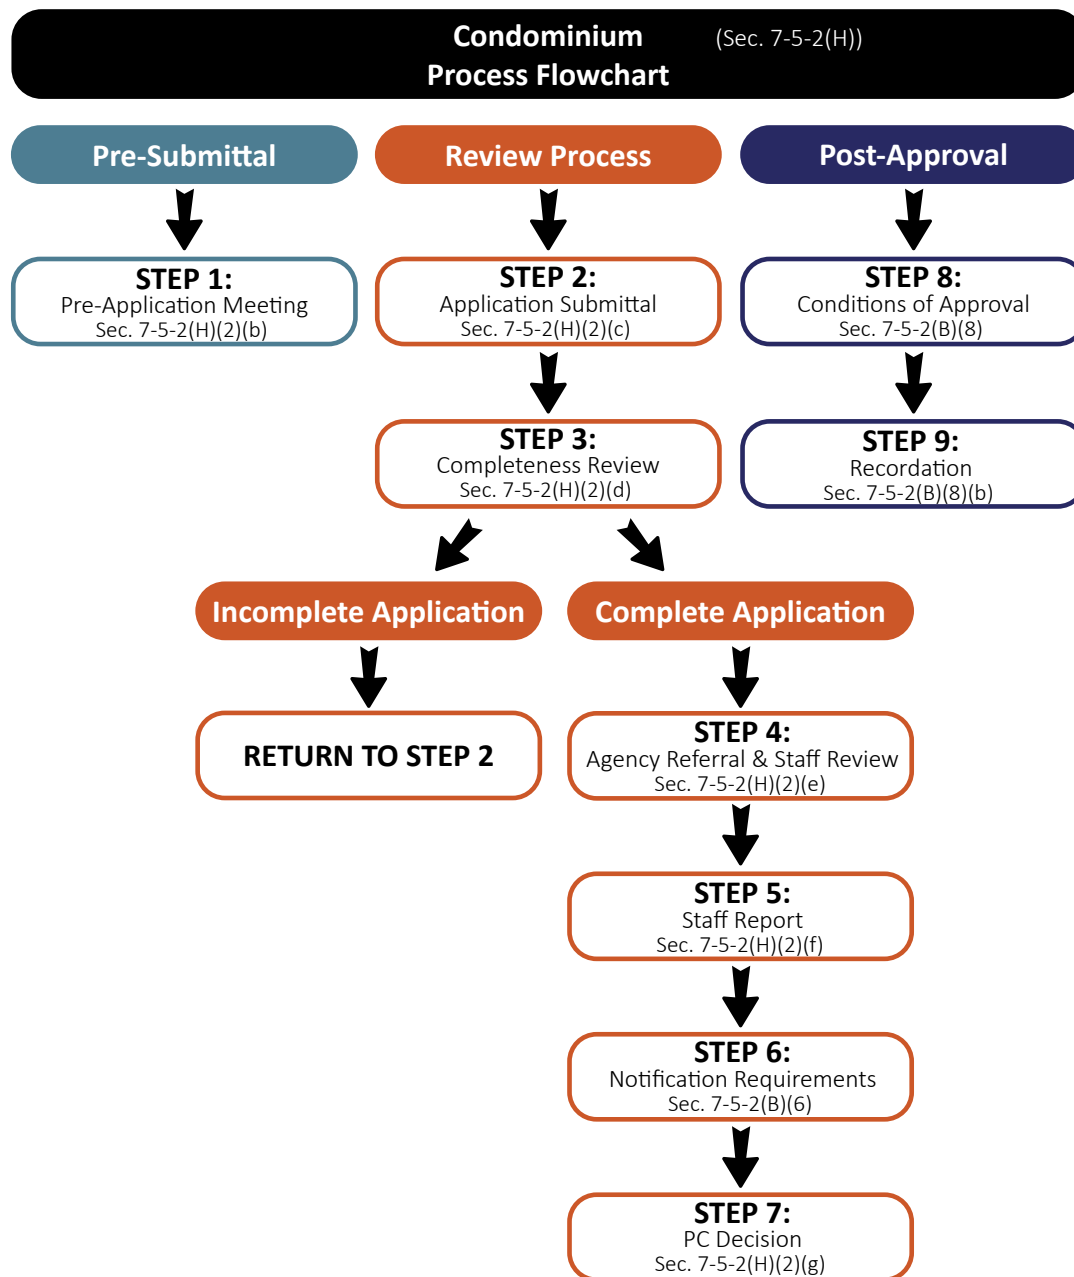 Condominium (Sec. 7-5-2(H))
Process Flowchart
Pre-Submittal
Review Process
Post-Approval
STEP 1:
Pre-Application Meeting
Sec. 7-5-2(H)(2)(b)
STEP 2:
Application Submittal
Sec. 7-5-2(H)(2)(c)
STEP 8:
Conditions of Approval
Sec. 7-5-2(B)(8)
STEP 3:
Completeness Review
Sec. 7-5-2(H)(2)(d)
STEP 9:
Recordation
Sec. 7-5-2(B)(8)(b)
Incomplete Application
Complete Application
RETURN TO STEP 2
STEP 4:
Agency Referral & Staff Review
Sec. 7-5-2(H)(2)(e)
STEP 5:
Staff Report
Sec. 7-5-2(H)(2)(f)
STEP 6:
Notification Requirements
Sec. 7-5-2(B)(6)
STEP 7:
PC Decision
Sec. 7-5-2(H)(2)(g)